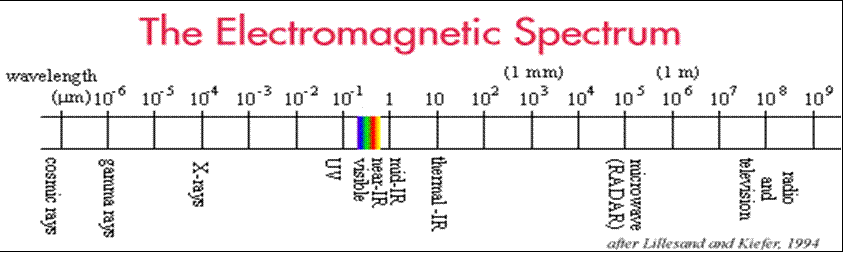 The Electromagnetic Spectrum
wavelength (1 mm) (1 m)
(µm) 10⁻⁶ 10⁻⁵ 10⁻⁴ 10⁻³ 10⁻² 10⁻¹ 1 10 10² 10³ 10⁴ 10⁵ 10⁶ 10⁷ 10⁸ 10⁹
cosmic rays
gamma rays
X-rays
UV
visible
near-IR
mid-IR
thermal-IR
microwave
(RADAR)
radio
and
television
after Lillesand and Kiefer, 1994